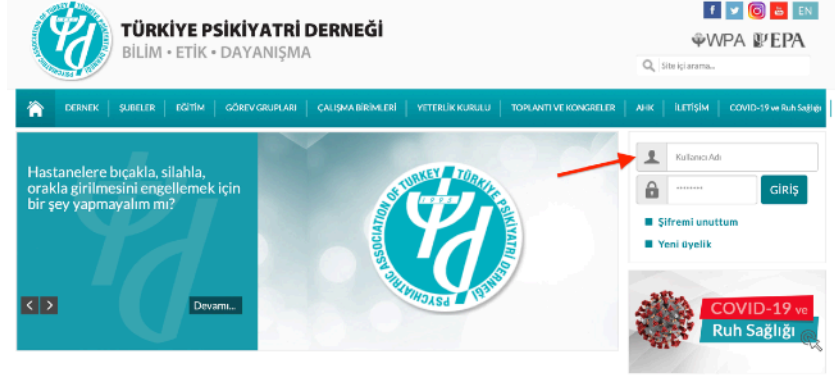 EN
TÜRKİYE PSİKİYATRİ DERNEĞİ
BİLİM • ETİK • DAYANIŞMA
WPA EPA
Site içi arama...
DERNEK ŞUBELER EĞİTİM GÖREV GRUPLARI ÇALIŞMA BİRİMLERİ YETERLİK KURULU TOPLANTI VE KONGRELER AHK İLETİŞİM COVID-19 ve Ruh Sağlığı
Hastanelere bıçakla, silahla,
orakla girilmesini engellemek için
bir şey yapmayalım mı?
Devamı...
PSYCHIATRIC ASSOCIATION OF TURKEY
TÜRKİYE PSİKİYATRİ DERNEĞİ
1995
Kullanıcı Adı
........
GİRİŞ
Şifremi unuttum
Yeni üyelik
COVID-19 ve
Ruh Sağlığı